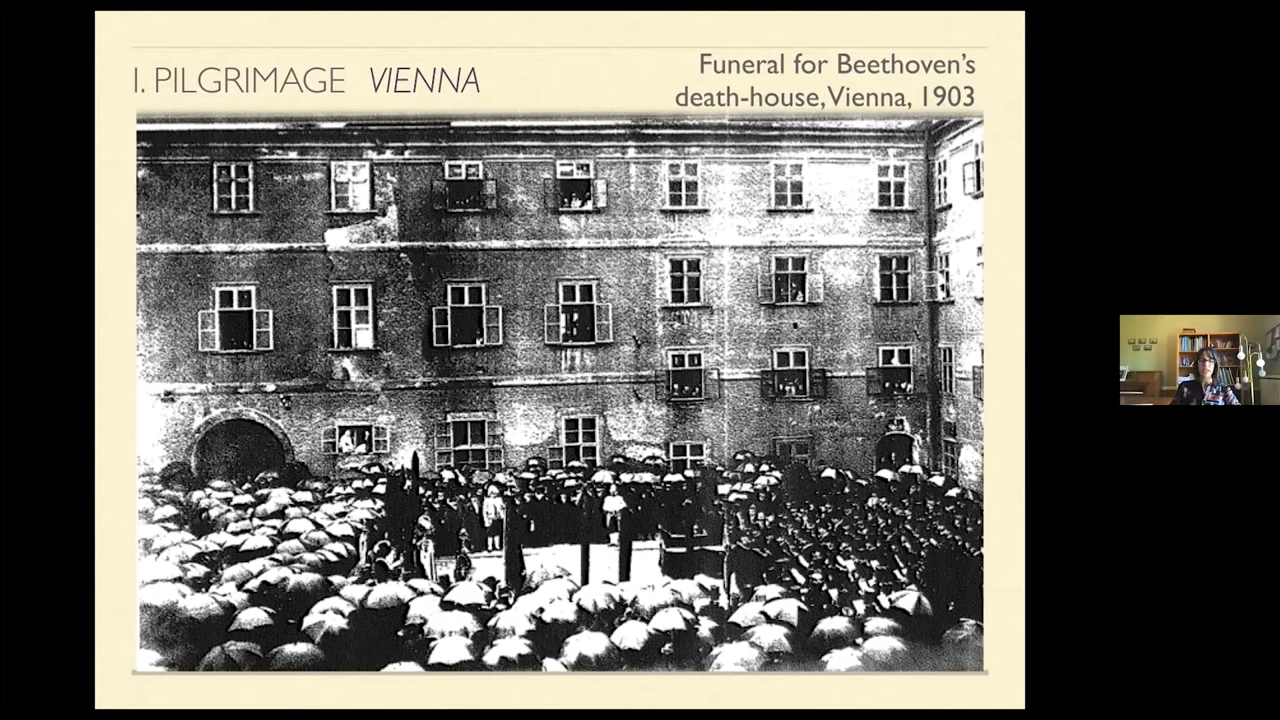 I. PILGRIMAGE VIENNA
Funeral for Beethoven's
death-house, Vienna, 1903